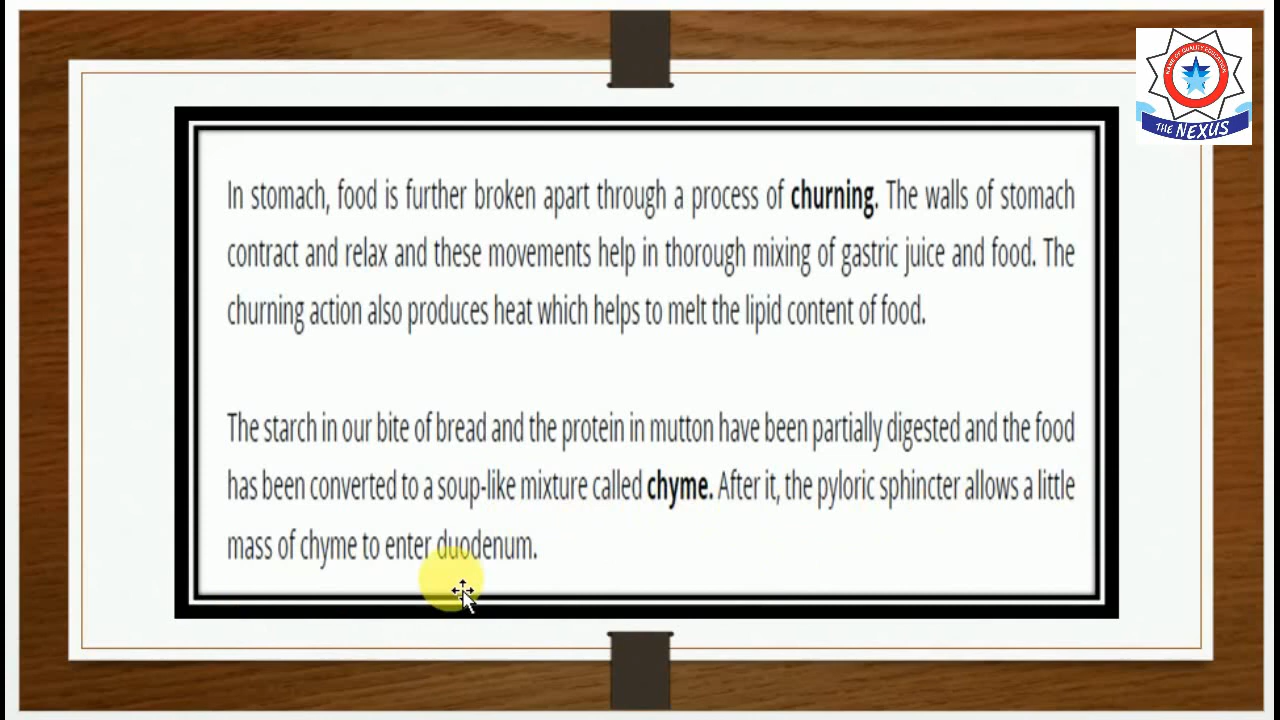 NAME OF QUALITY EDUCATION
THE NEXUS
In stomach, food is further broken apart through a process of churning. The walls of stomach
contract and relax and these movements help in thorough mixing of gastric juice and food. The
churning action also produces heat which helps to melt the lipid content of food.
The starch in our bite of bread and the protein in mutton have been partially digested and the food
has been converted to a soup-like mixture called chyme. After it, the pyloric sphincter allows a little
mass of chyme to enter duodenum.